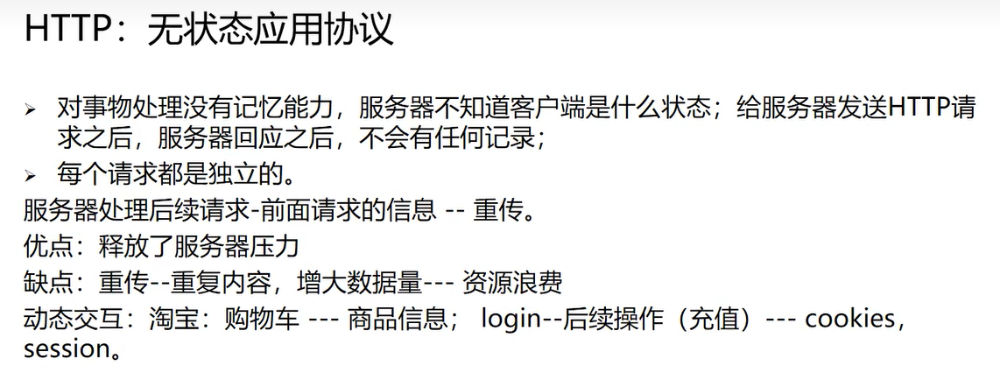 HTTP：无状态应用协议
➢ 对事物处理没有记忆能力，服务器不知道客户端是什么状态；给服务器发送HTTP请
求之后，服务器回应之后，不会有任何记录；
➢ 每个请求都是独立的。
服务器处理后续请求-前面请求的信息 -- 重传。
优点：释放了服务器压力
缺点：重传--重复内容，增大数据量--- 资源浪费
动态交互：淘宝：购物车 --- 商品信息； login--后续操作（充值）--- cookies，
session。